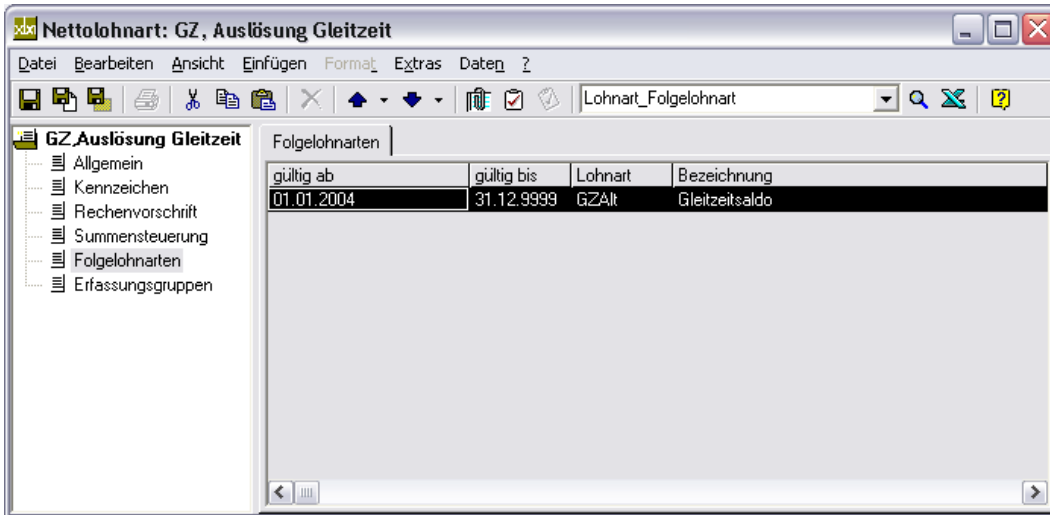 Nettolohnart: GZ, Auslösung Gleitzeit
Datei Bearbeiten Ansicht Einfügen Format Extras Daten ?
Lohnart_Folgelohnart
GZ,Auslösung Gleitzeit
Allgemein
Kennzeichen
Rechenvorschrift
Summensteuerung
Folgelohnarten
Erfassungsgruppen
Folgelohnarten
gültig ab gültig bis Lohnart Bezeichnung
01.01.2004 31.12.9999 GZAlt Gleitzeitsaldo